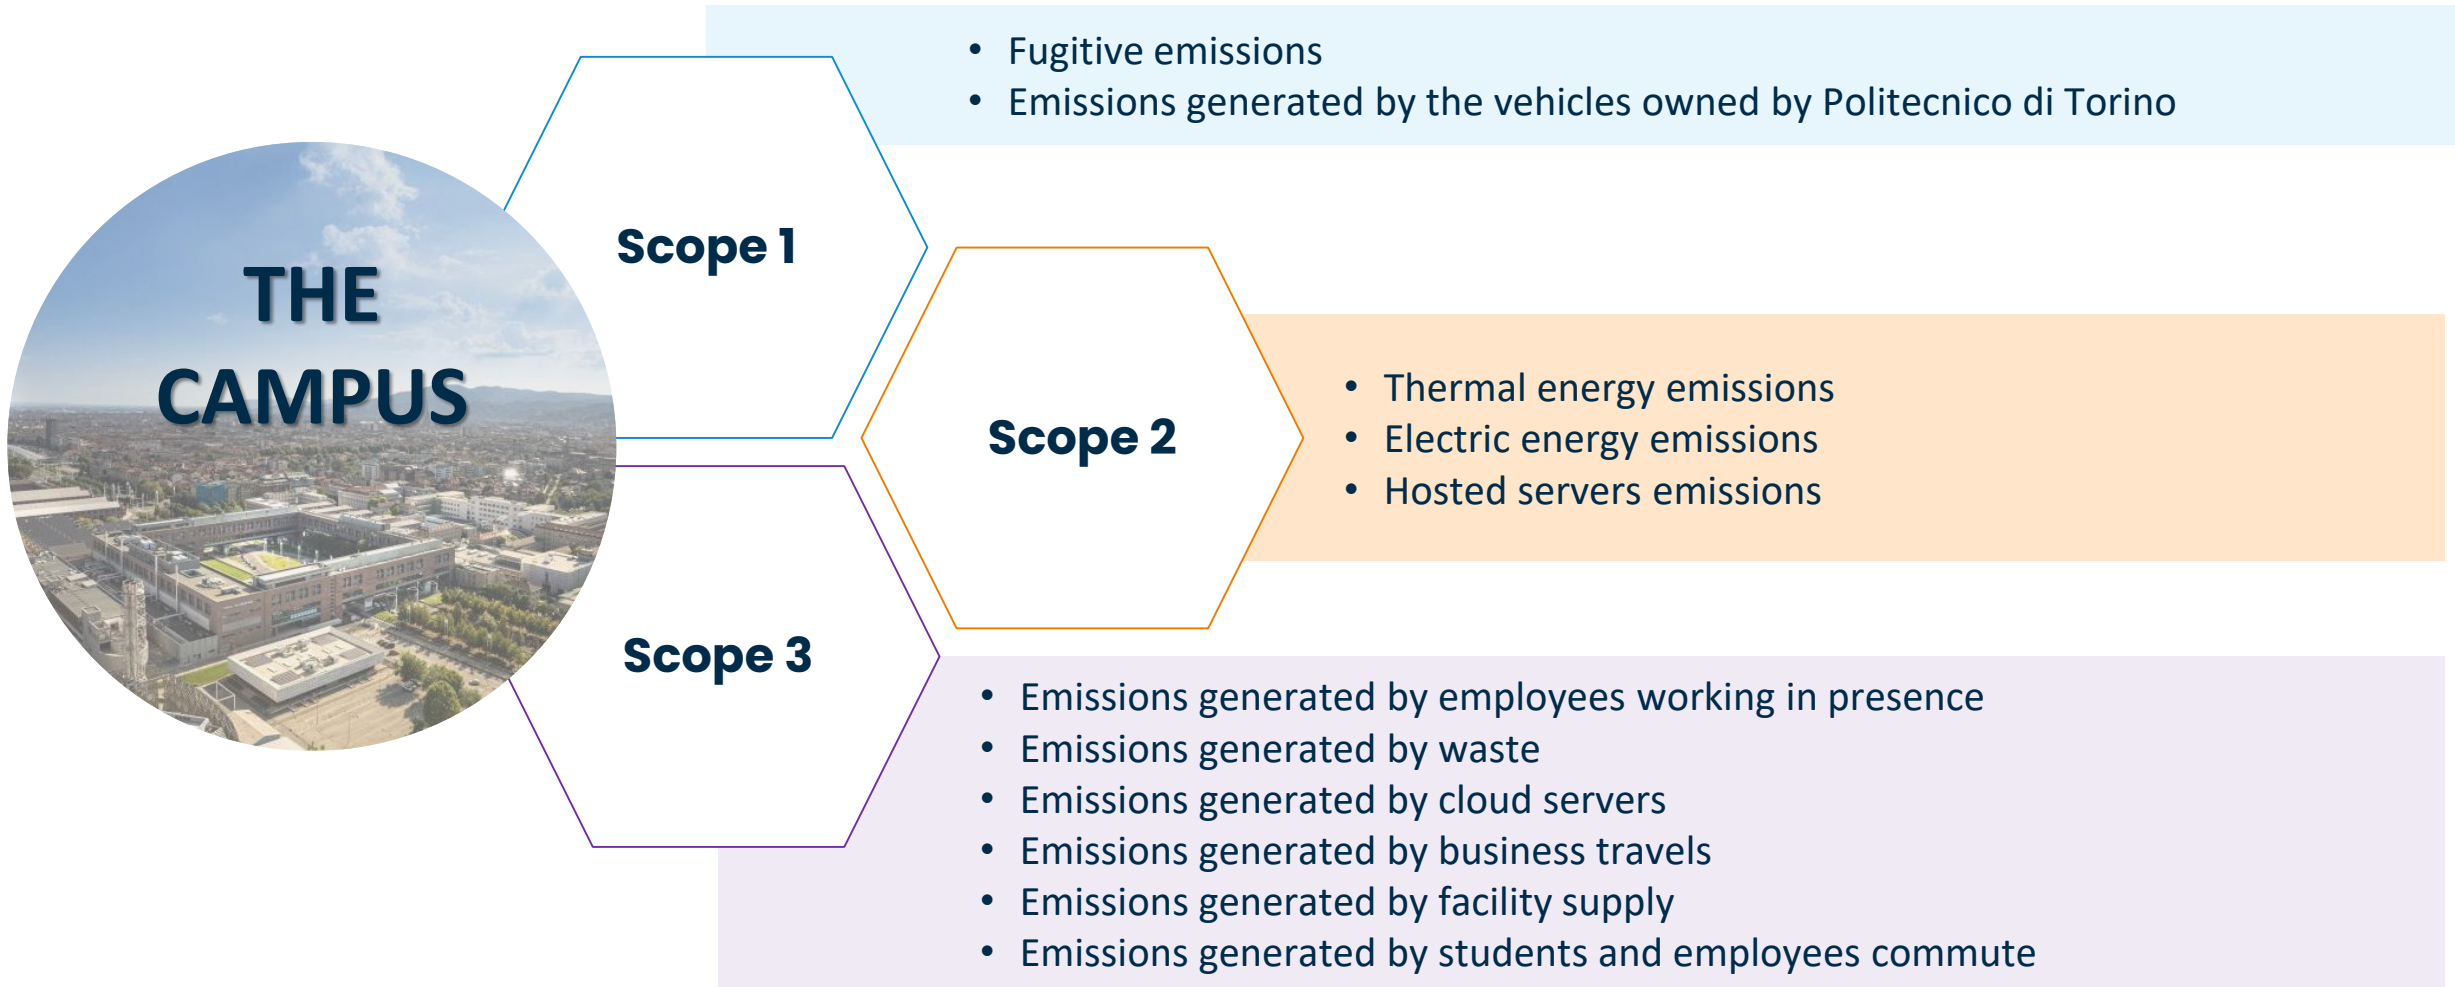 THE
CAMPUS
Scope 1
• Fugitive emissions
• Emissions generated by the vehicles owned by Politecnico di Torino
Scope 2
• Thermal energy emissions
• Electric energy emissions
• Hosted servers emissions
Scope 3
• Emissions generated by employees working in presence
• Emissions generated by waste
• Emissions generated by cloud servers
• Emissions generated by business travels
• Emissions generated by facility supply
• Emissions generated by students and employees commute